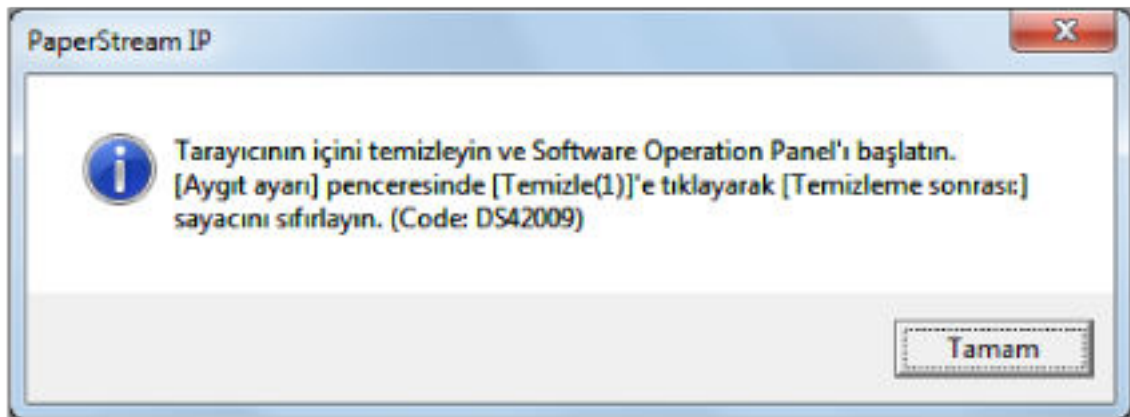 PaperStream IP
Tarayıcının içini temizleyin ve Software Operation Panel'ı başlatın.
[Aygıt ayarı] penceresinde [Temizle(1)]'e tıklayarak [Temizleme sonrası:]
sayacını sıfırlayın. (Code: DS42009)
Tamam